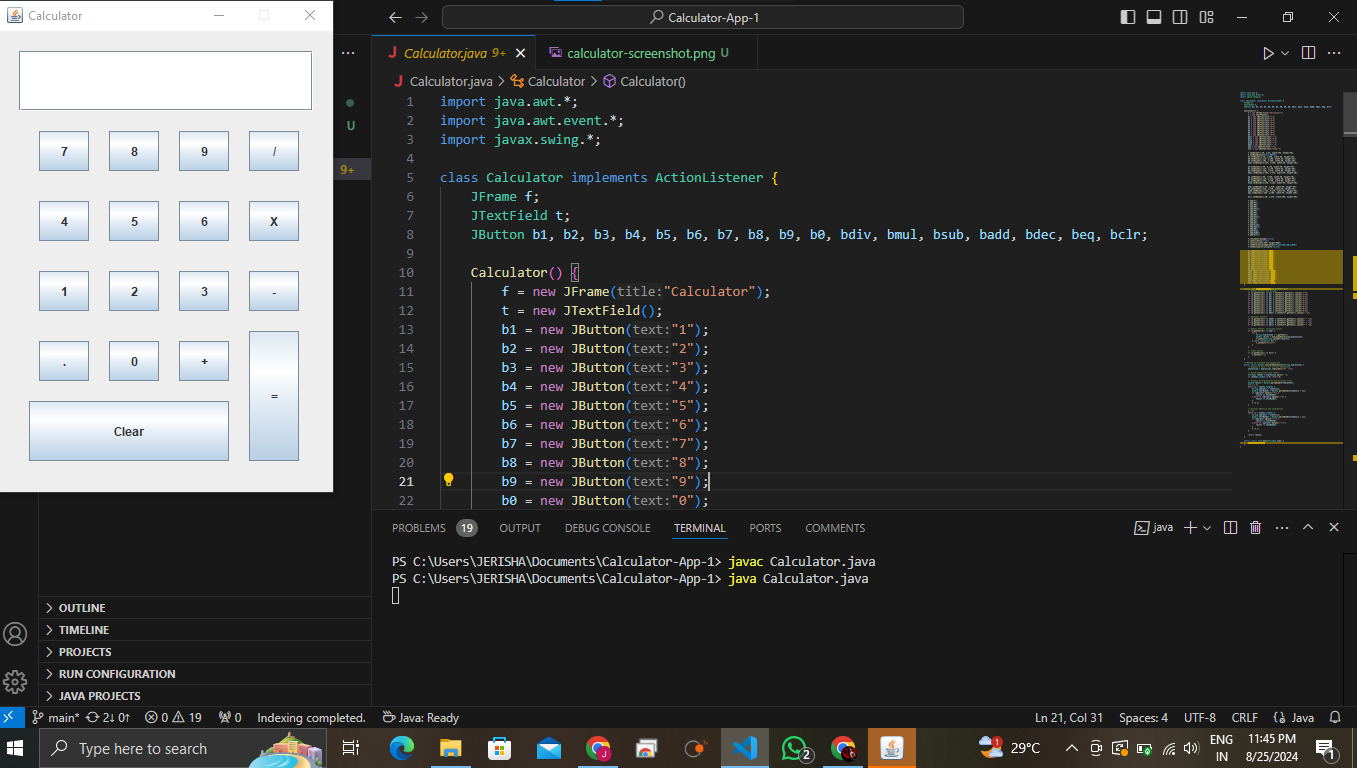 Calculator
7 8 9 /
4 5 6 X
1 2 3 -
. 0 +
=
Clear
Calculator-App-1
Calculator.java 9+
calculator-screenshot.png U
U
9+
Calculator.java > Calculator > Calculator()
1 import java.awt.*;
2 import java.awt.event.*;
3 import javax.swing.*;
4
5 class Calculator implements ActionListener {
6 JFrame f;
7 JTextField t;
8 JButton b1, b2, b3, b4, b5, b6, b7, b8, b9, b0, bdiv, bmul, bsub, badd, bdec, beq, bclr;
9
10 Calculator() {
11 f = new JFrame(title:"Calculator");
12 t = new JTextField();
13 b1 = new JButton(text:"1");
14 b2 = new JButton(text:"2");
15 b3 = new JButton(text:"3");
16 b4 = new JButton(text:"4");
17 b5 = new JButton(text:"5");
18 b6 = new JButton(text:"6");
19 b7 = new JButton(text:"7");
20 b8 = new JButton(text:"8");
21 b9 = new JButton(text:"9");
22 b0 = new JButton(text:"0");
PROBLEMS 19 OUTPUT DEBUG CONSOLE TERMINAL PORTS COMMENTS
java
PS C:\Users\JERISHA\Documents\Calculator-App-1> javac Calculator.java
PS C:\Users\JERISHA\Documents\Calculator-App-1> java Calculator.java
OUTLINE
TIMELINE
PROJECTS
RUN CONFIGURATION
JAVA PROJECTS
main* 2↓ 0↑ 0 19 0 Indexing completed. Java: Ready
Ln 21, Col 31 Spaces: 4 UTF-8 CRLF {} Java
Type here to search
2
1
29°C
ENG
IN
11:45 PM
8/25/2024
1